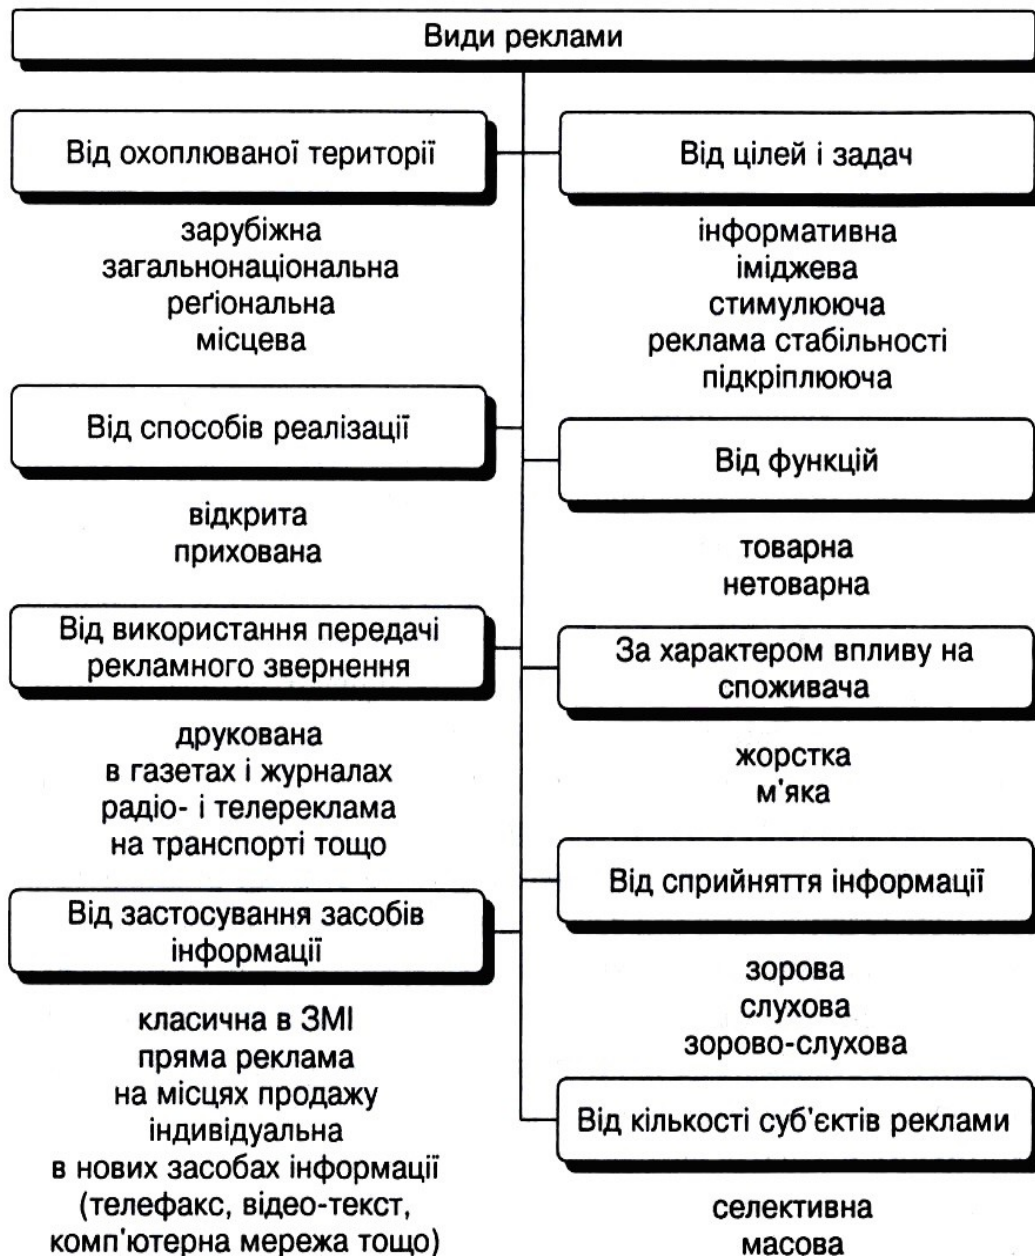 Види реклами
Від охоплюваної території
зарубіжна
загальнонаціональна
реґіональна
місцева
Від способів реалізації
відкрита
прихована
Від використання передачі
рекламного звернення
друкована
в газетах і журналах
радіо- і телереклама
на транспорті тощо
Від застосування засобів
інформації
класична в ЗМІ
пряма реклама
на місцях продажу
індивідуальна
в нових засобах інформації
(телефакс, відео-текст,
комп'ютерна мережа тощо)
Від цілей і задач
інформативна
іміджева
стимулююча
реклама стабільності
підкріплююча
Від функцій
товарна
нетоварна
За характером впливу на
споживача
жорстка
м'яка
Від сприйняття інформації
зорова
слухова
зорово-слухова
Від кількості суб'єктів реклами
селективна
масова